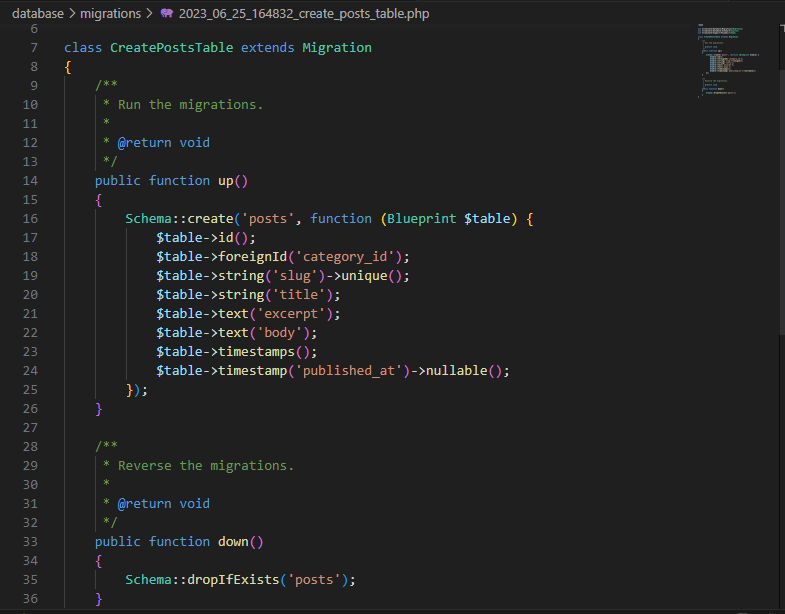 database > migrations > 2023_06_25_164832_create_posts_table.php
6
7 class CreatePostsTable extends Migration
8 {
9     /**
10      * Run the migrations.
11      *
12      * @return void
13      */
14     public function up()
15     {
16         Schema::create('posts', function (Blueprint $table) {
17             $table->id();
18             $table->foreignId('category_id');
19             $table->string('slug')->unique();
20             $table->string('title');
21             $table->text('excerpt');
22             $table->text('body');
23             $table->timestamps();
24             $table->timestamp('published_at')->nullable();
25         });
26     }
27
28     /**
29      * Reverse the migrations.
30      *
31      * @return void
32      */
33     public function down()
34     {
35         Schema::dropIfExists('posts');
36     }